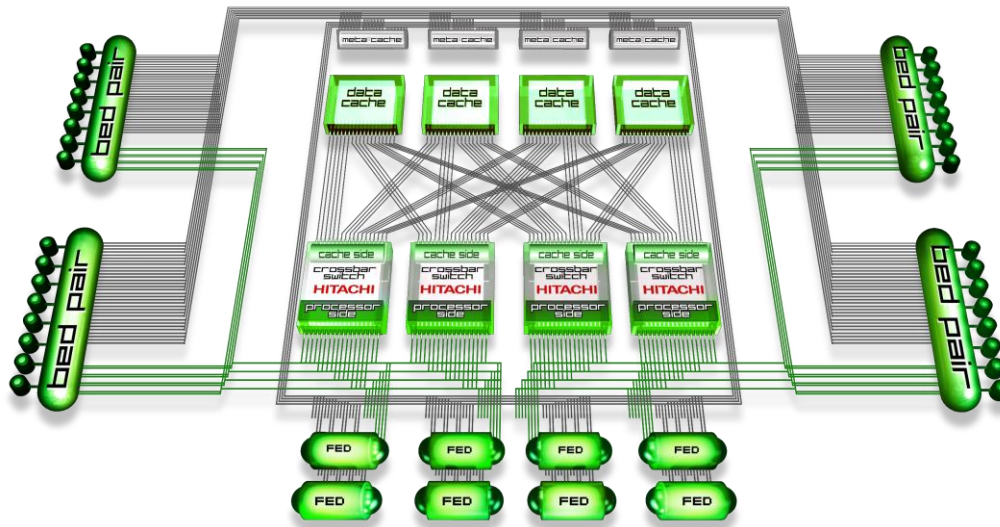 meta-cache
meta-cache
meta-cache
meta-cache
data
cache
data
cache
data
cache
data
cache
bed pair
bed pair
bed pair
bed pair
cache side
crossbar
switch
HITACHI
processor
side
cache side
crossbar
switch
HITACHI
processor
side
cache side
crossbar
switch
HITACHI
processor
side
cache side
crossbar
switch
HITACHI
processor
side
FED
FED
FED
FED
FED
FED
FED
FED